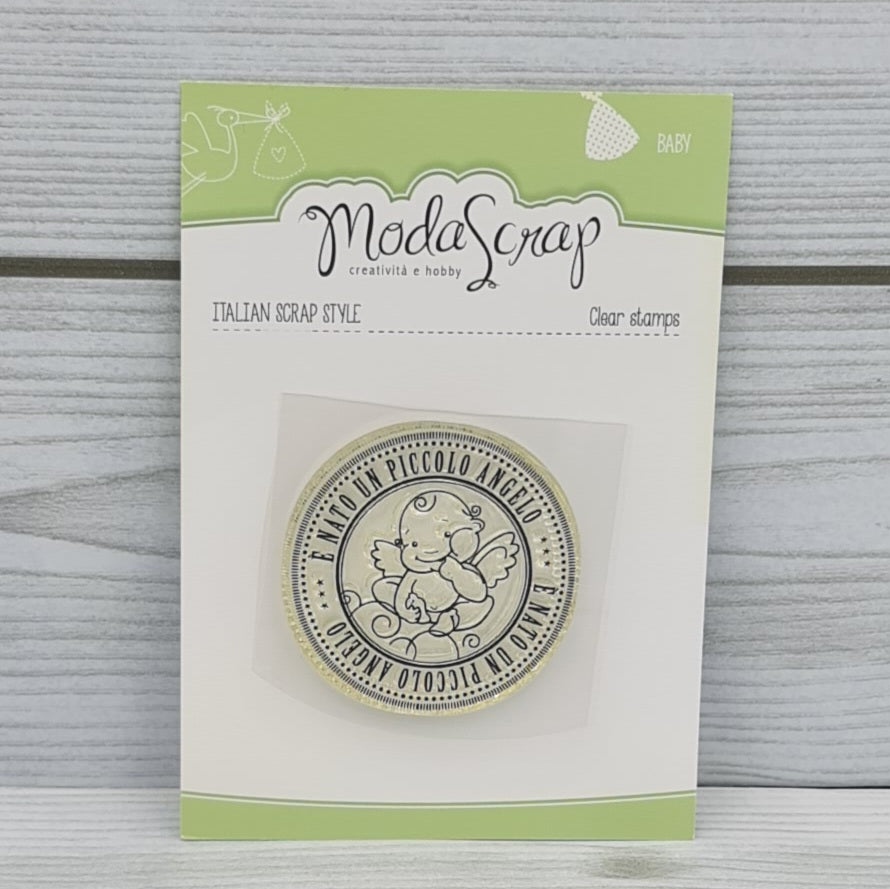 BABY
ModaScrap
creatività e hobby
ITALIAN SCRAP STYLE
Clear stamps
È NATO UN PICCOLO ANGELO
È NATO UN PICCOLO ANGELO